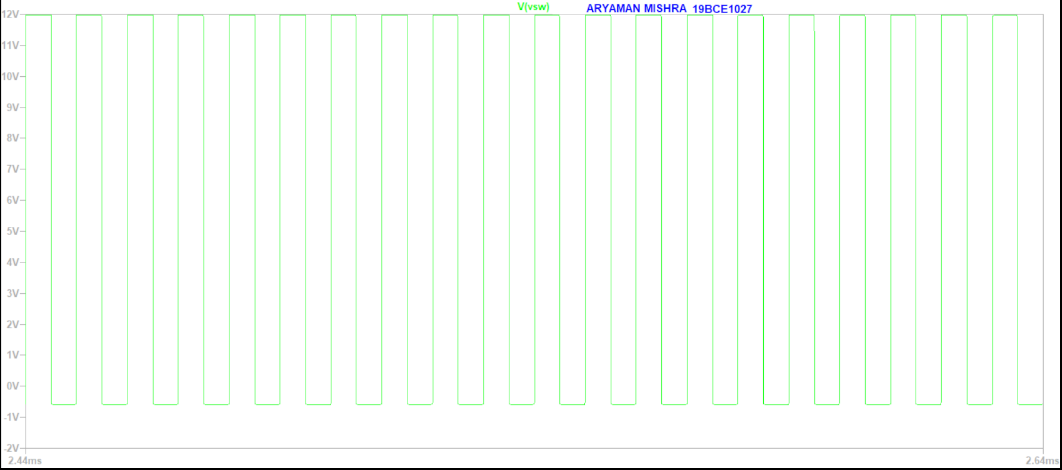 V(vsw) ARYAMAN MISHRA 19BCE1027
12V
11V
10V
9V
8V
7V
6V
5V
4V
3V
2V
1V
0V
-1V
-2V
2.44ms 2.64ms